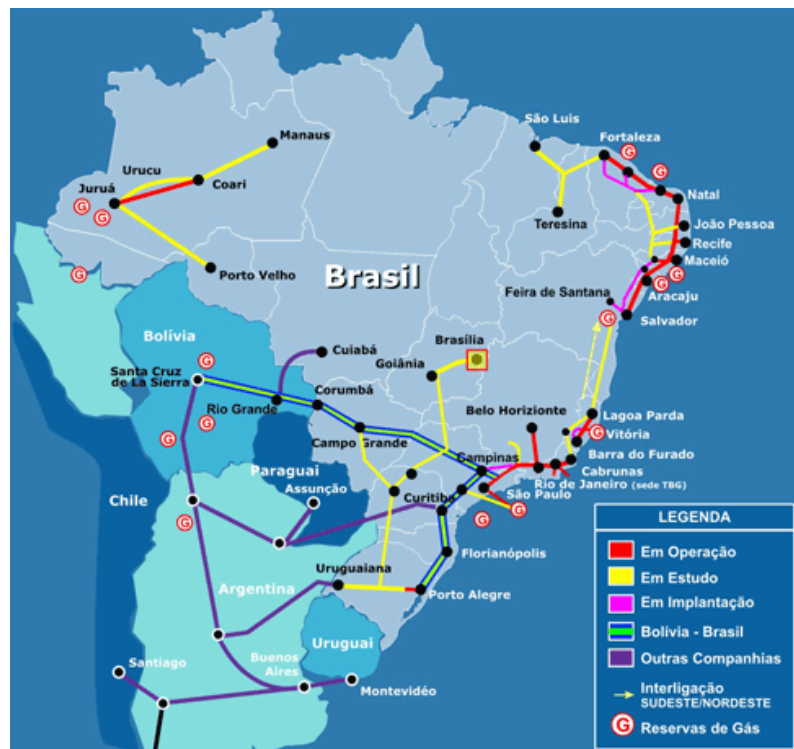 São Luis
Fortaleza
G
Manaus
Urucu
Coari
Juruá
G
G
G
Natal
Teresina
João Pessoa
Recife
Maceió
G
G
Aracaju
Porto Velho
G
Brasil
Feira de Santana
G
Salvador
Bolívia
Brasília
Cuiabá
Goiânia
G
Santa Cruz
de La Sierra
Corumbá
Rio Grande
Belo Horizionte
Lagoa Parda
G
G
Campo Grande
Vitória
G
Barra do Furado
Campinas
Cabrunas
Paraguai
Rio de Janeiro (sede TBG)
Assunção
São Paulo
Chile
Curitiba
G
G
G
LEGENDA
Em Operação
Florianópolis
Uruguaiana
Em Estudo
Argentina
Porto Alegre
Em Implantação
Bolívia - Brasil
Uruguai
Outras Companhias
Santiago
Buenos
Aires
Montevidéo
Interligação
SUDESTE/NORDESTE
G
Reservas de Gás